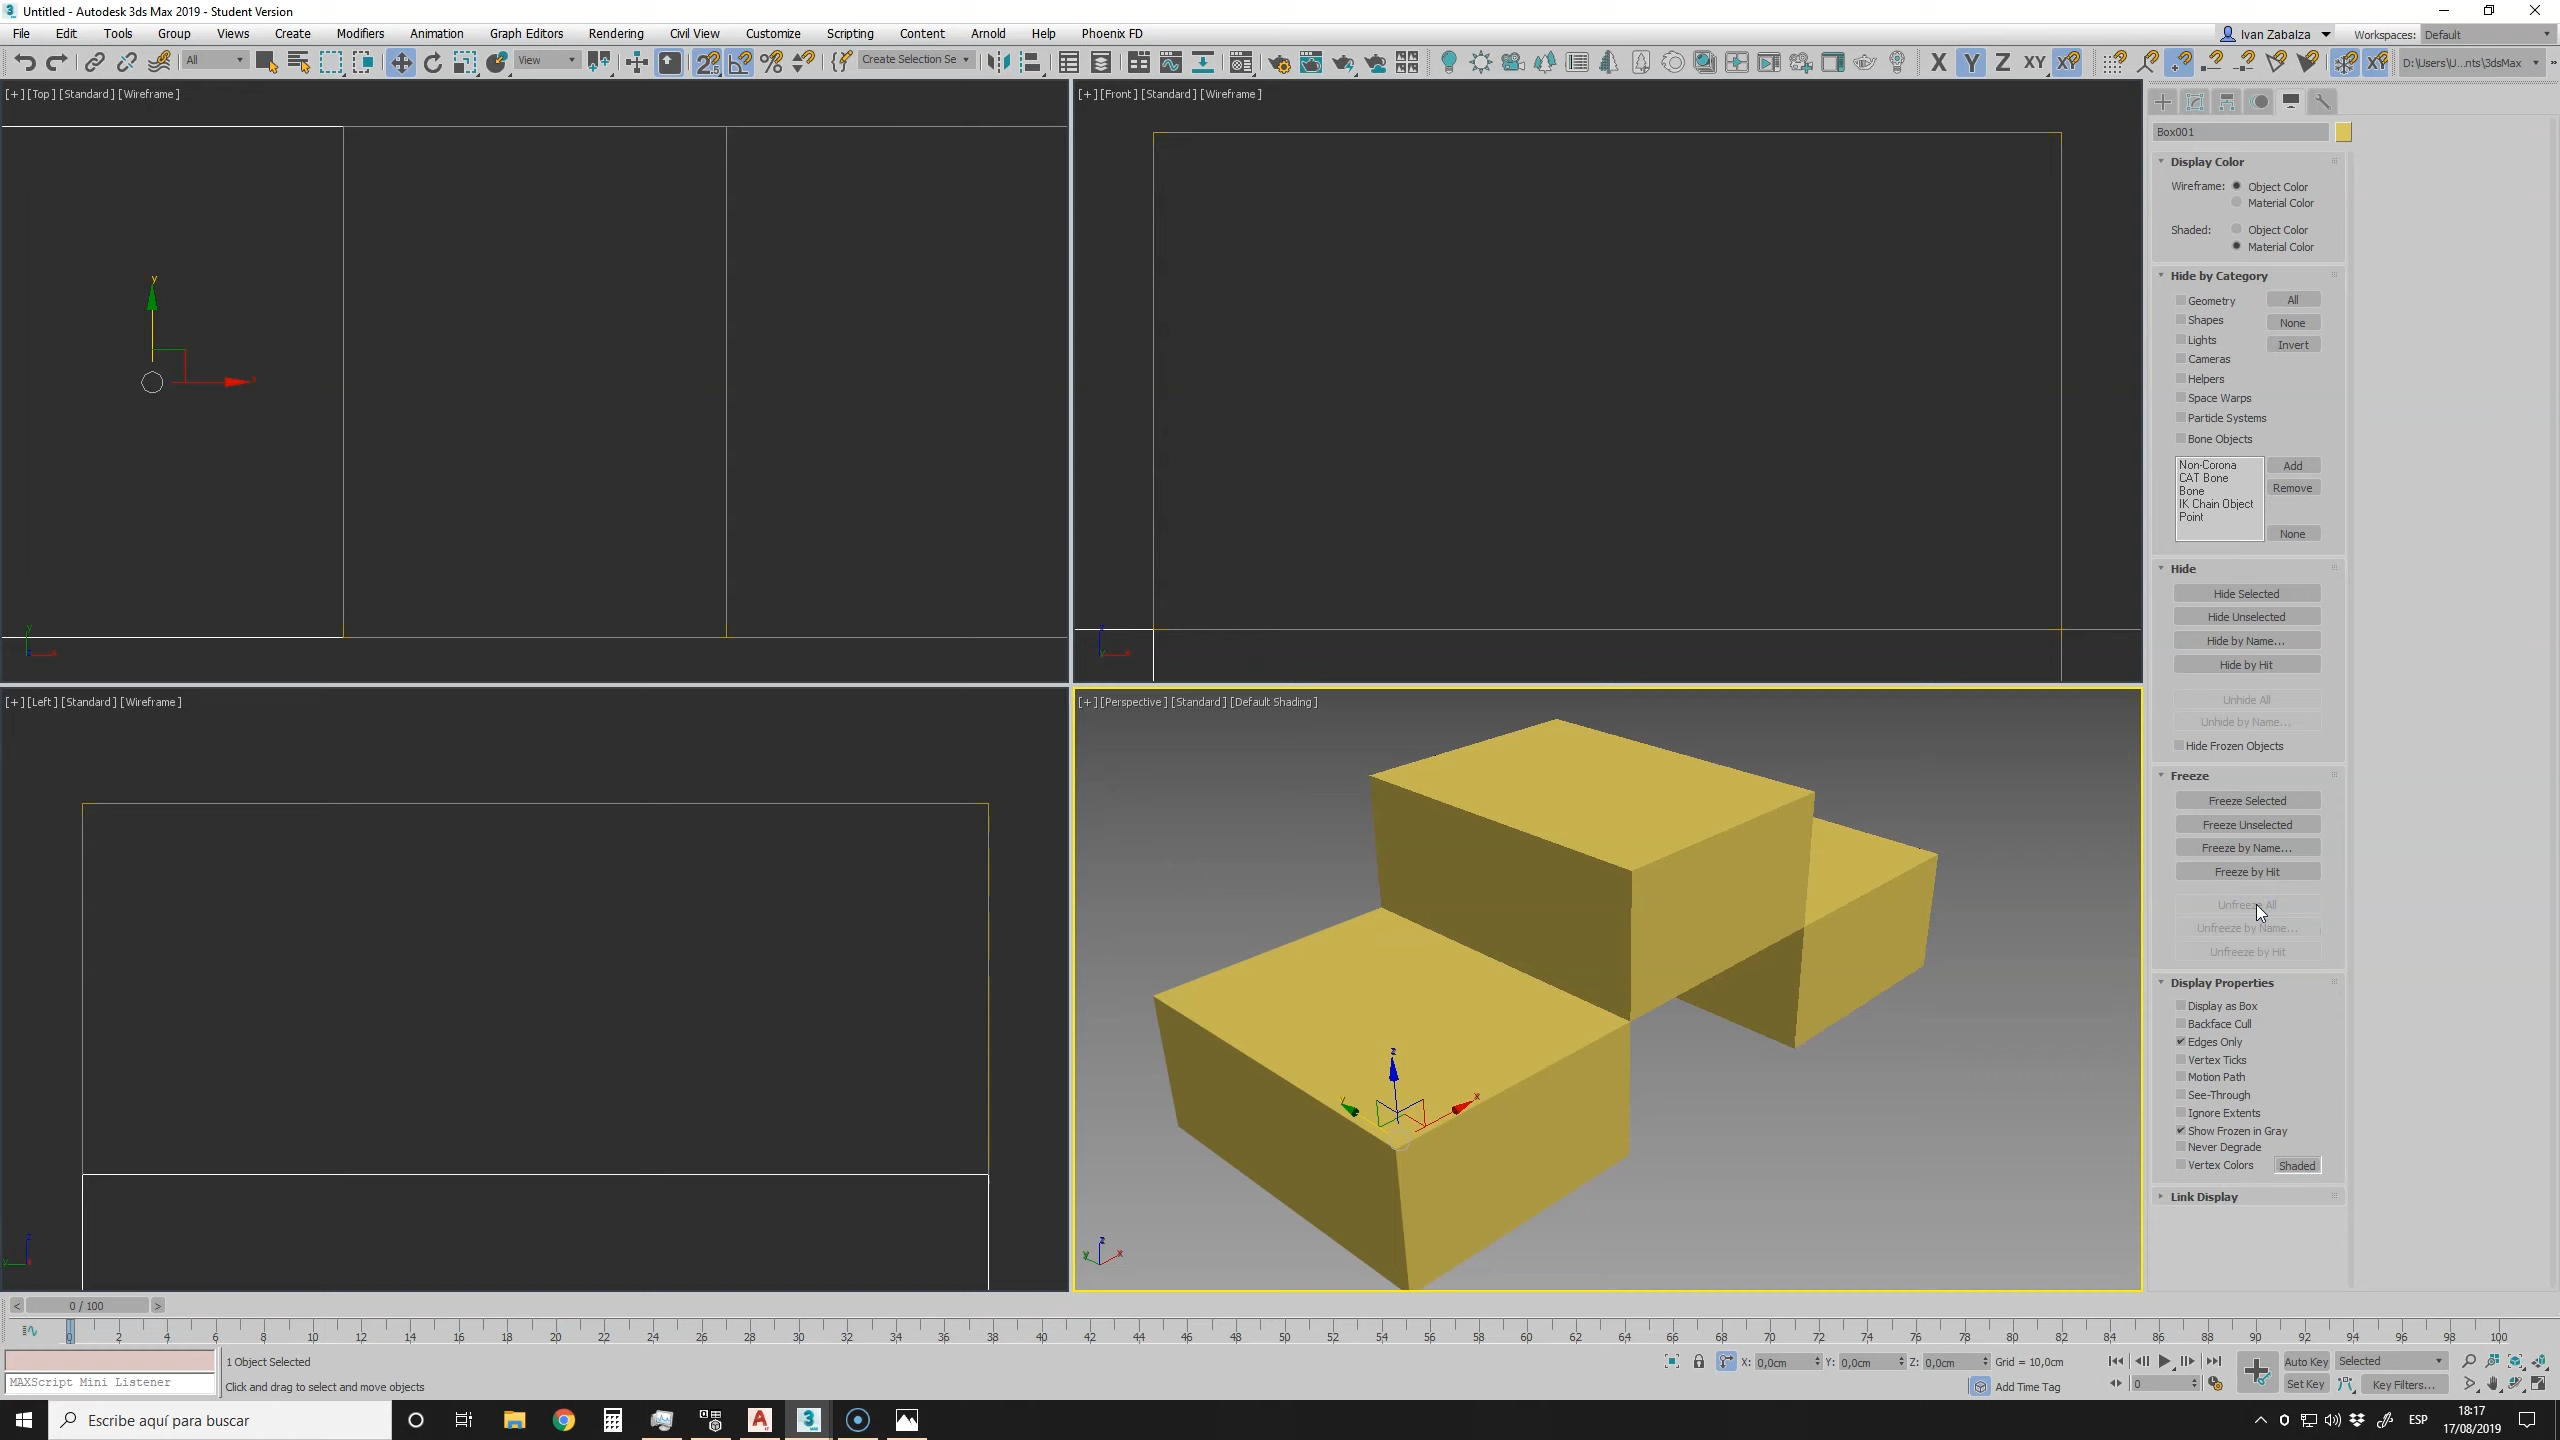 Untitled - Autodesk 3ds Max 2019 - Student Version
File Edit Tools Group Views Create Modifiers Animation Graph Editors Rendering Civil View Customize Scripting Content Arnold Help Phoenix FD
Ivan Zabalza Workspaces: Default
All View Create Selection Se X Y Z XY D:\Users\U...nts\3dsMax
[+] [Top] [Standard] [Wireframe]
[+] [Front] [Standard] [Wireframe]
Box001
Display Color
Wireframe: Object Color
Material Color
Shaded: Object Color
Material Color
Hide by Category
Geometry All
Shapes None
Lights Invert
Cameras
Helpers
Space Warps
Particle Systems
Bone Objects
Non-Corona Add
CAT Bone
Bone Remove
IK Chain Object
Point
None
Hide
Hide Selected
Hide Unselected
Hide by Name...
Hide by Hit
Unhide All
Unhide by Name...
Hide Frozen Objects
Freeze
Freeze Selected
Freeze Unselected
Freeze by Name...
Freeze by Hit
Unfreeze All
Unfreeze by Name...
Unfreeze by Hit
Display Properties
Display as Box
Backface Cull
Edges Only
Vertex Ticks
Motion Path
See-Through
Ignore Extents
Show Frozen in Gray
Never Degrade
Vertex Colors Shaded
Link Display
[+] [Left] [Standard] [Wireframe]
[+] [Perspective] [Standard] [Default Shading]
< 0 / 100 >
0 2 4 6 8 10 12 14 16 18 20 22 24 26 28 30 32 34 36 38 40 42 44 46 48 50 52 54 56 58 60 62 64 66 68 70 72 74 76 78 80 82 84 86 88 90 92 94 96 98 100
1 Object Selected
X: 0,0cm Y: 0,0cm Z: 0,0cm Grid = 10,0cm
Auto Key Selected
MAXScript Mini Listener
Click and drag to select and move objects
Add Time Tag
0
Set Key Key Filters...
Escribe aquí para buscar
ESP
18:17
17/08/2019